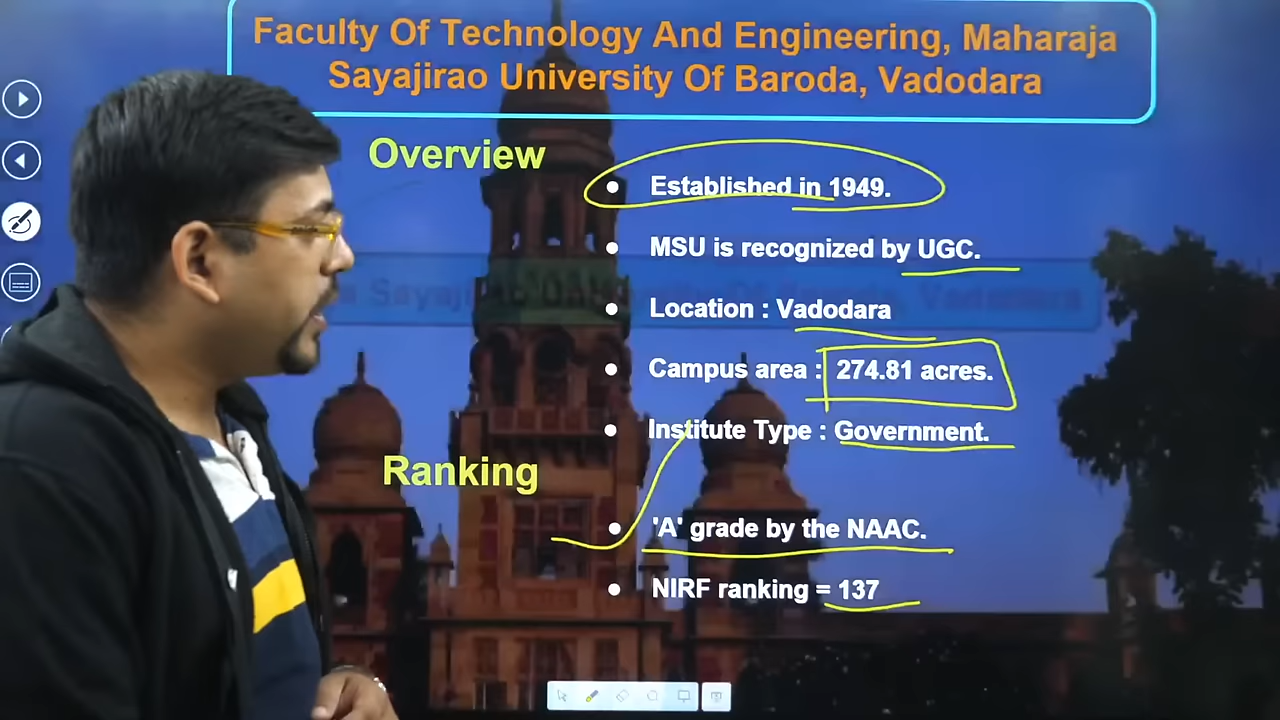 Faculty Of Technology And Engineering, Maharaja
Sayajirao University Of Baroda, Vadodara
Overview
Established in 1949.
MSU is recognized by UGC.
Location : Vadodara
Campus area : 274.81 acres.
Institute Type : Government.
Ranking
'A' grade by the NAAC.
NIRF ranking = 137